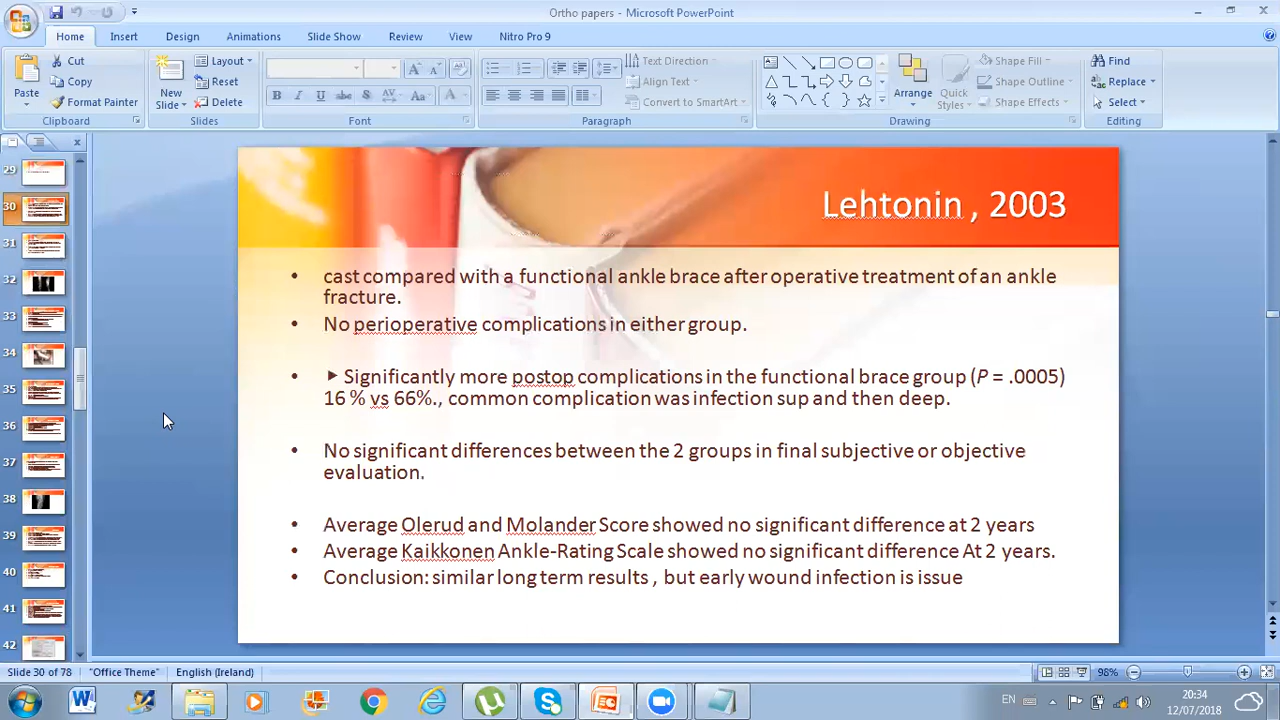 Ortho papers - Microsoft PowerPoint
Home Insert Design Animations Slide Show Review View Nitro Pro 9
Paste
Cut
Copy
Format Painter
Clipboard
New
Slide
Layout
Reset
Delete
Slides
B I U abc S AV Aa A
Font
Text Direction
Align Text
Convert to SmartArt
Paragraph
Arrange
Quick
Styles
Shape Fill
Shape Outline
Shape Effects
Drawing
Find
Replace
Select
Editing
29
30
31
32
33
34
35
36
37
38
39
40
41
42
Lehtonin , 2003
• cast compared with a functional ankle brace after operative treatment of an ankle
fracture.
• No perioperative complications in either group.
• ► Significantly more postop complications in the functional brace group (P = .0005)
16 % vs 66%., common complication was infection sup and then deep.
• No significant differences between the 2 groups in final subjective or objective
evaluation.
• Average Olerud and Molander Score showed no significant difference at 2 years
• Average Kaikkonen Ankle-Rating Scale showed no significant difference At 2 years.
• Conclusion: similar long term results , but early wound infection is issue
Slide 30 of 78 "Office Theme" English (Ireland) 98%
EN 20:34
12/07/2018